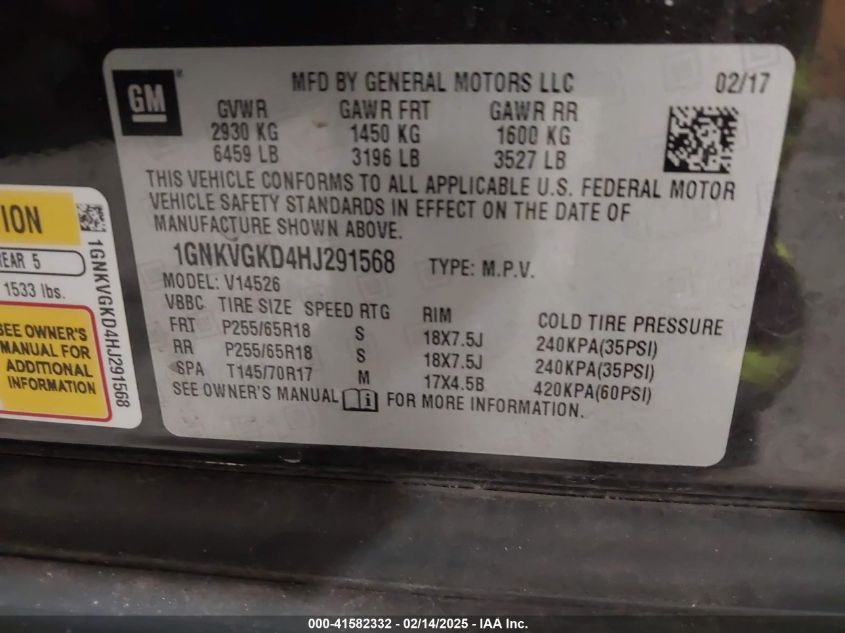 GM
MFD BY GENERAL MOTORS LLC 02/17
GVWR GAWR FRT GAWR RR
2930 KG 1450 KG 1600 KG
6459 LB 3196 LB 3527 LB
THIS VEHICLE CONFORMS TO ALL APPLICABLE U.S. FEDERAL MOTOR
VEHICLE SAFETY STANDARDS IN EFFECT ON THE DATE OF
MANUFACTURE SHOWN ABOVE.
1GNKVGKD4HJ291568 TYPE: M.P.V.
MODEL: V14526
VBBC TIRE SIZE SPEED RTG RIM COLD TIRE PRESSURE
FRT P255/65R18 S 18X7.5J 240KPA(35PSI)
RR P255/65R18 S 18X7.5J 240KPA(35PSI)
SPA T145/70R17 M 17X4.5B 420KPA(60PSI)
SEE OWNER'S MANUAL FOR MORE INFORMATION.
TION
REAR 5
1533 lbs.
SEE OWNER'S
MANUAL FOR
ADDITIONAL
INFORMATION
1GNKVGKD4HJ291568
000-41582332 - 02/14/2025 - IAA Inc.